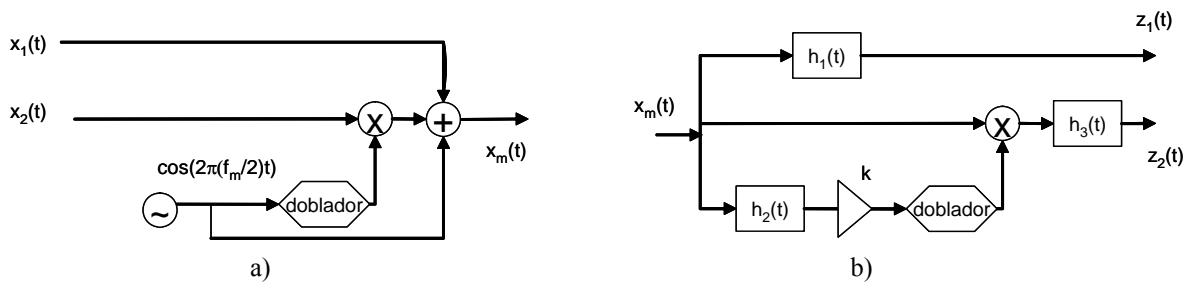 x₁(t)
x₂(t)
x
+
xₘ(t)
cos(2π(fₘ/2)t)
~
doblador
a)
z₁(t)
h₁(t)
xₘ(t)
x
h₃(t)
z₂(t)
k
h₂(t)
doblador
b)